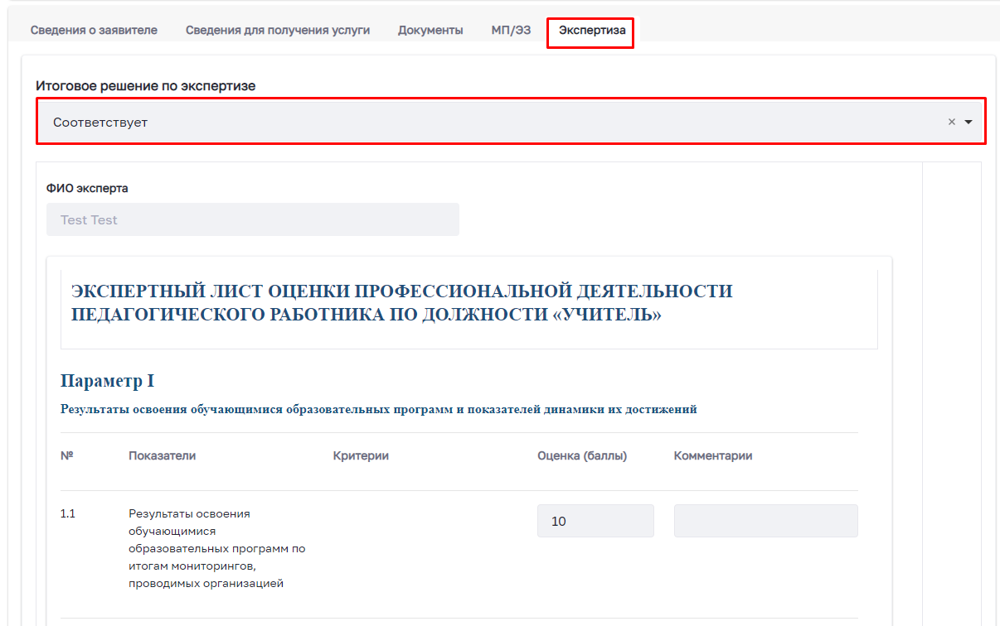 Сведения о заявителе Сведения для получения услуги Документы МП/ЭЗ Экспертиза
Итоговое решение по экспертизе
Соответствует × 
ФИО эксперта
Test Test
ЭКСПЕРТНЫЙ ЛИСТ ОЦЕНКИ ПРОФЕССИОНАЛЬНОЙ ДЕЯТЕЛЬНОСТИ
ПЕДАГОГИЧЕСКОГО РАБОТНИКА ПО ДОЛЖНОСТИ «УЧИТЕЛЬ»
Параметр I
Результаты освоения обучающимися образовательных программ и показателей динамики их достижений
№ Показатели Критерии Оценка (баллы) Комментарии
1.1 Результаты освоения 10
обучающимися
образовательных программ по
итогам мониторингов,
проводимых организацией